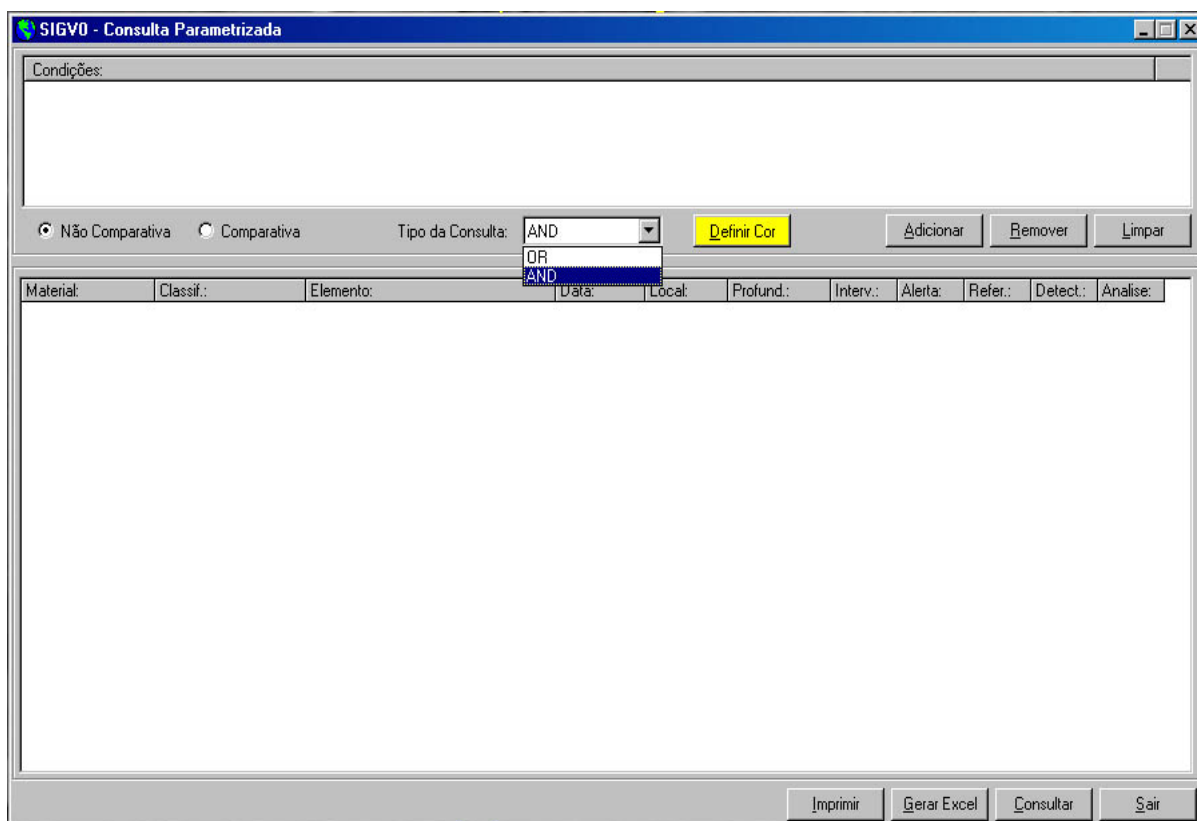 SIGV0 - Consulta Parametrizada
Condições:
Não Comparativa Comparativa Tipo da Consulta: AND Definir Cor Adicionar Remover Limpar
OR
AND
Material: Classif.: Elemento: Data: Local: Profund.: Interv.: Alerta: Refer.: Detect.: Analise:
Imprimir Gerar Excel Consultar Sair